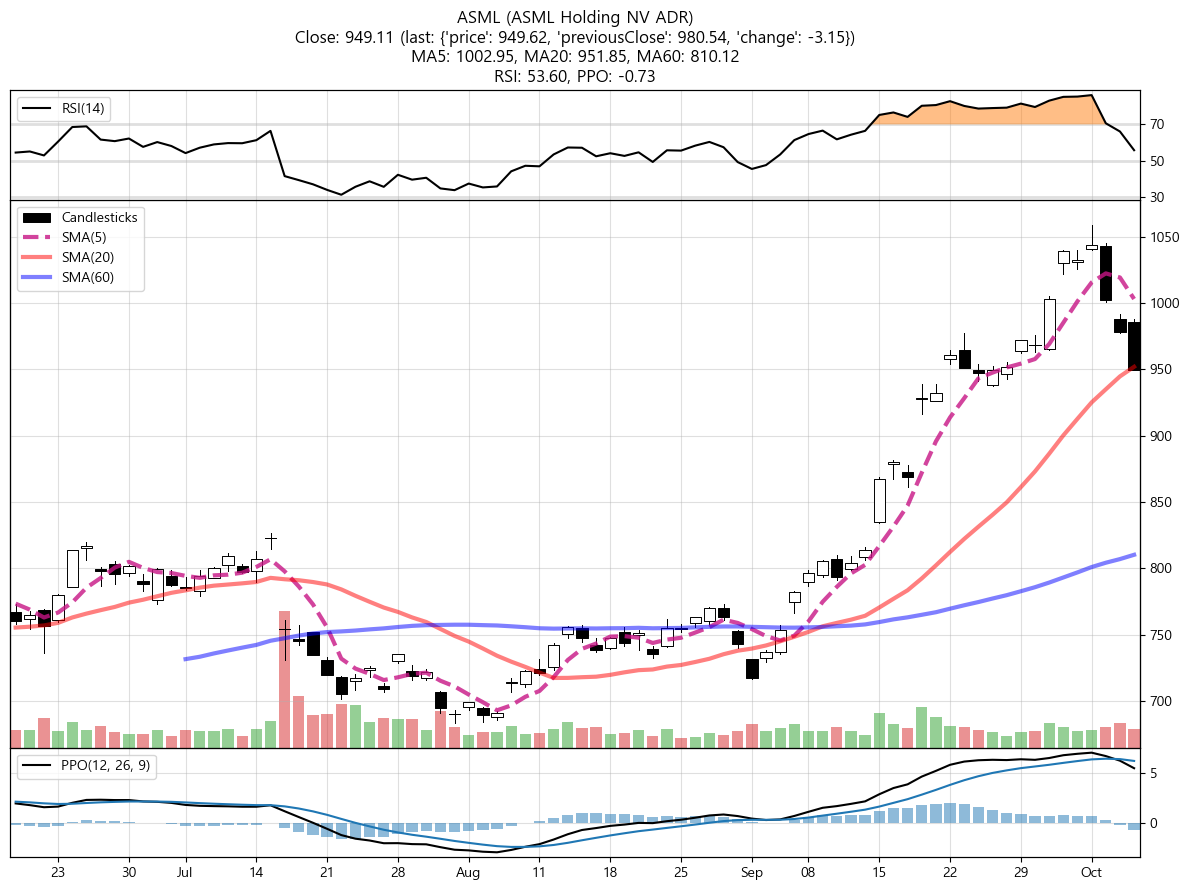 ASML (ASML Holding NV ADR)
Close: 949.11 (last: {'price': 949.62, 'previousClose': 980.54, 'change': -3.15})
MA5: 1002.95, MA20: 951.85, MA60: 810.12
RSI: 53.60, PPO: -0.73
RSI(14)
70
50
30
Candlesticks
SMA(5)
SMA(20)
SMA(60)
1050
1000
950
900
850
800
750
700
PPO(12, 26, 9)
5
0
23 30 Jul 14 21 28 Aug 11 18 25 Sep 08 15 22 29 Oct